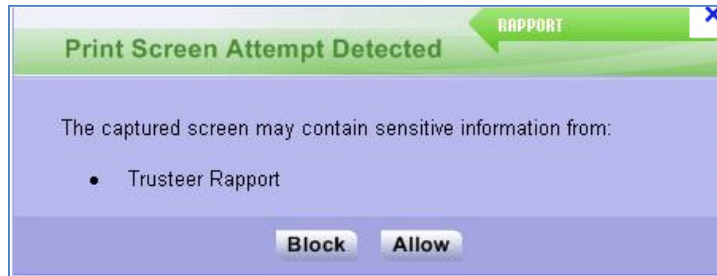 RAPPORT
Print Screen Attempt Detected
The captured screen may contain sensitive information from:
• Trusteer Rapport
Block Allow